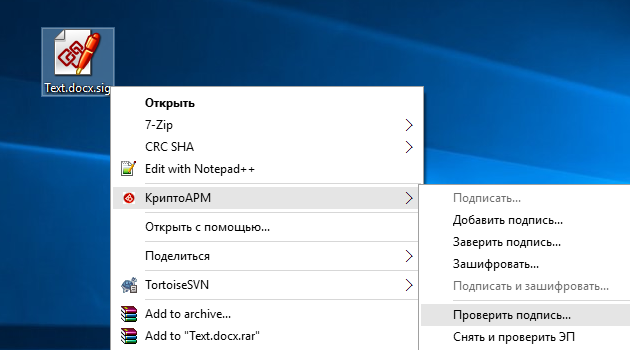 Text.docx.sig
Открыть
7-Zip
CRC SHA
Edit with Notepad++
КриптоАРМ
Открыть с помощью...
Поделиться
TortoiseSVN
Add to archive...
Add to "Text.docx.rar"
Подписать...
Добавить подпись...
Заверить подпись...
Зашифровать...
Подписать и зашифровать...
Проверить подпись...
Снять и проверить ЭП